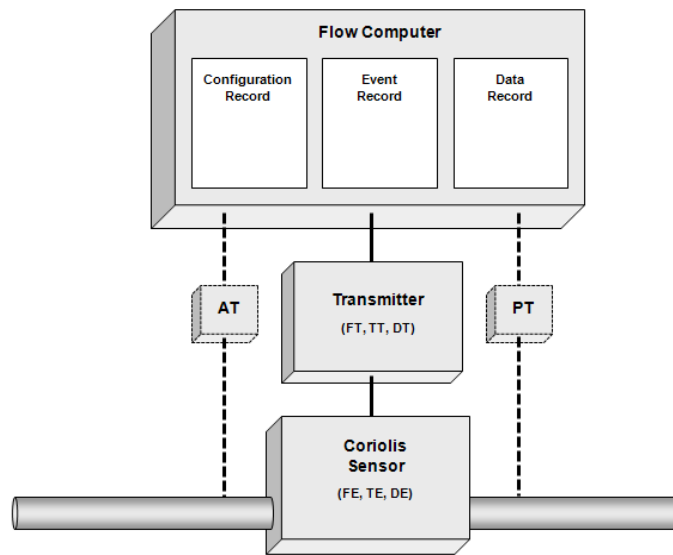 Flow Computer
Configuration
Record
Event
Record
Data
Record
AT
Transmitter
(FT, TT, DT)
PT
Coriolis
Sensor
(FE, TE, DE)